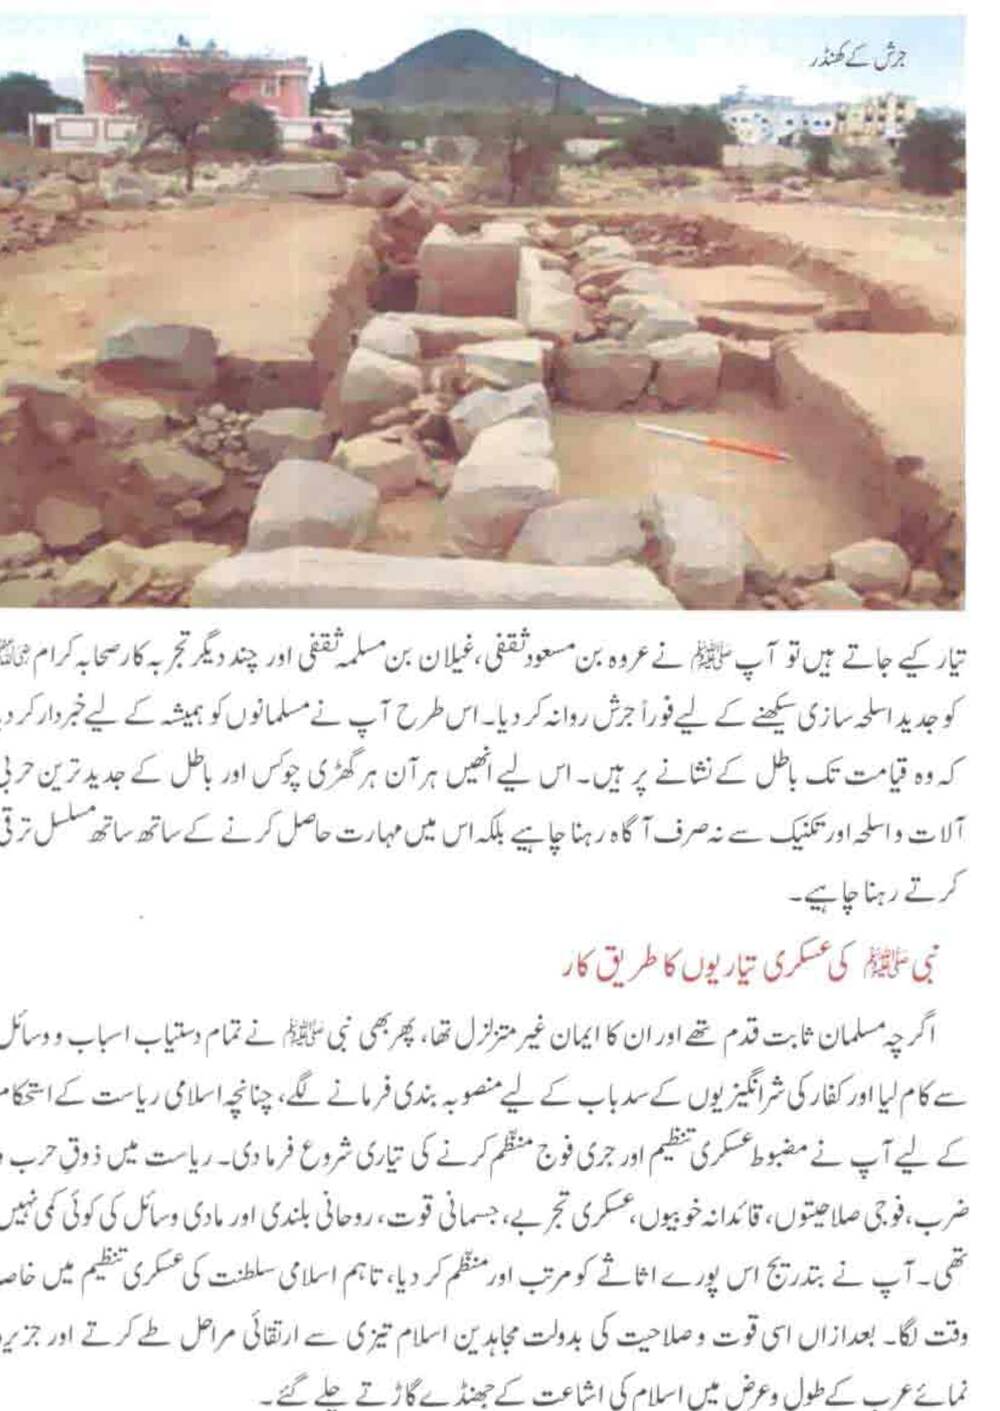 جرش کے کھنڈر
تیار کیے جاتے ہیں تو آپ ﷺ نے عروہ بن مسعود ثقفی، غیلان بن مسلمہ ثقفی اور چند دیگر تجربہ کار صحابہ کرام
کو جدید اسلحہ سازی سیکھنے کے لیے فوراً جرش روانہ کر دیا۔ اس طرح آپ نے مسلمانوں کو ہمیشہ کے لیے خبردار کر د
کہ وہ قیامت تک باطل کے نشانے پر ہیں۔ اس لیے انھیں ہر آن ہر گھڑی چوکس اور باطل کے جدید ترین حربی
آلات و اسلحہ اور تکنیک سے نہ صرف آگاہ رہنا چاہیے بلکہ اس میں مہارت حاصل کرنے کے ساتھ ساتھ مسلسل ترقی
کرتے رہنا چاہیے۔
نبی ﷺ کی عسکری تیاریوں کا طریق کار
اگرچہ مسلمان ثابت قدم تھے اور ان کا ایمان غیر متزلزل تھا، پھر بھی نبی ﷺ نے تمام دستیاب اسباب و وسائل
سے کام لیا اور کفار کی شرانگیزیوں کے سدباب کے لیے منصوبہ بندی فرمانے لگے، چنانچہ اسلامی ریاست کے استحکام
کے لیے آپ نے مضبوط عسکری تنظیم اور جری فوج منظّم کرنے کی تیاری شروع فرما دی۔ ریاست میں ذوقِ حرب و
ضرب، فوجی صلاحیتوں، قائدانہ خوبیوں، عسکری تجربے، جسمانی قوت، روحانی بلندی اور مادی وسائل کی کوئی کمی نہیں
تھی۔ آپ نے بتدریج اس پورے اثاثے کو مرتب اور منظّم کر دیا، تاہم اسلامی سلطنت کی عسکری تنظیم میں خاصا
وقت لگا۔ بعد ازاں اسی قوت و صلاحیت کی بدولت مجاہدین اسلام تیزی سے ارتقائی مراحل طے کرتے اور جزیرہ
نمائے عرب کے طول و عرض میں اسلام کی اشاعت کے جھنڈے گاڑتے چلے گئے۔